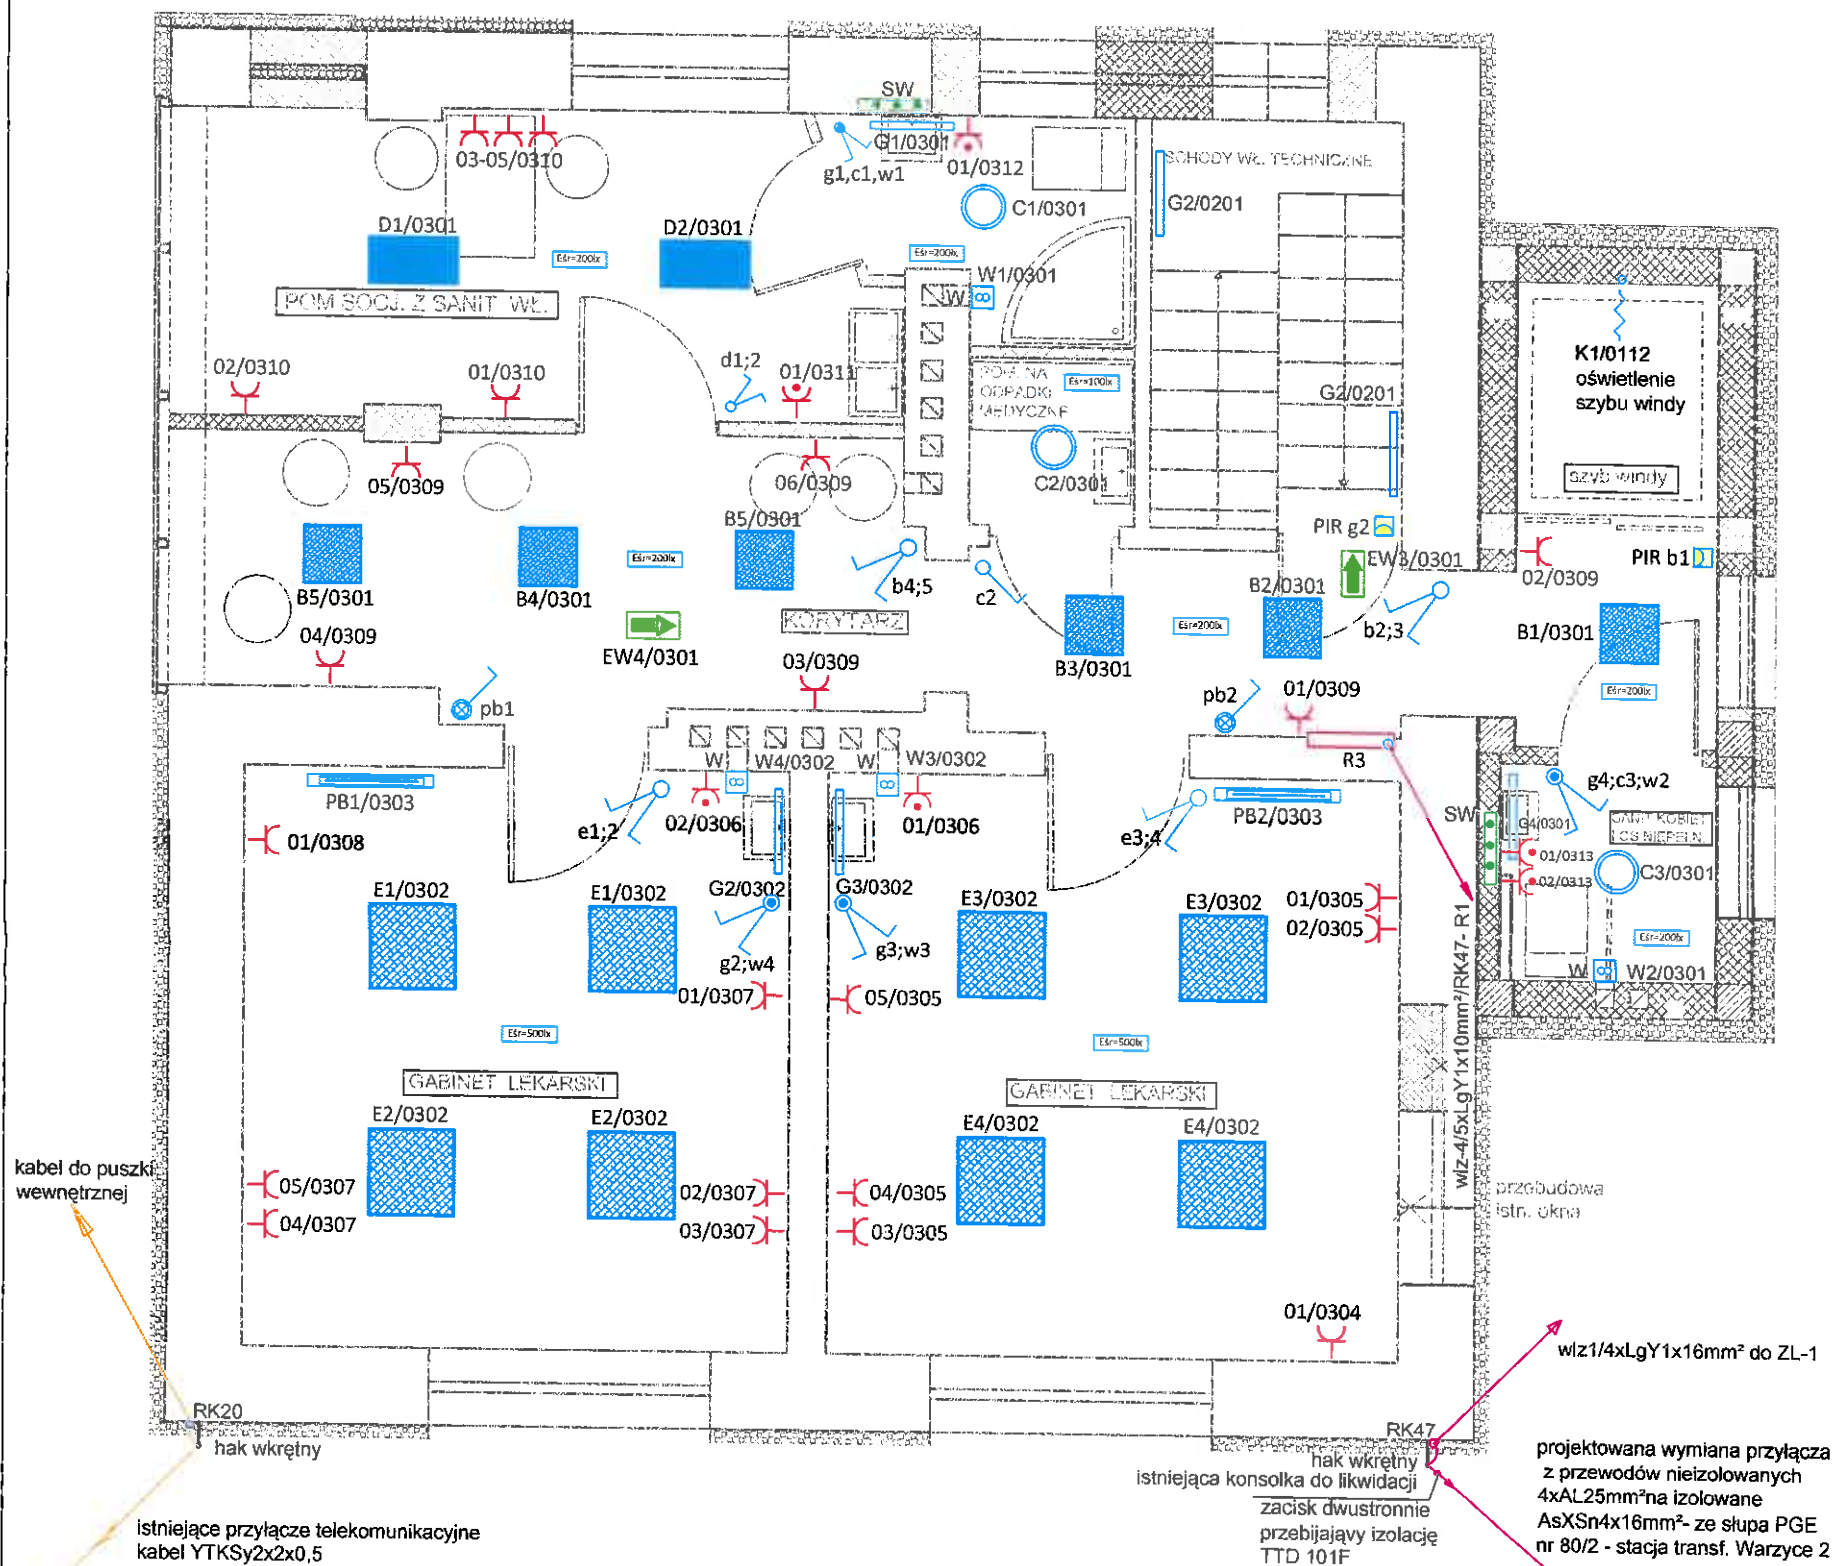 SW
03-05/0310
G1/0301
g1,c1,w1
01/0312
SCHODY WŁ. TECHNICZNE
G2/0201
C1/0301
D1/0301
D2/0301
Eśr=200lx
Eśr=200lx
W1/0301
W
POM SOCJ. Z SANIT WŁ.
K1/0112
oświetlenie
szybu windy
02/0310
01/0310
d1;2
01/0311
POM. NA
ODPADKI
MEDYCZNE
Eśr=100lx
G2/0201
szyb windy
05/0309
06/0309
C2/0301
B5/0301
PIR g2
EW3/0301
02/0309
PIR b1
Eśr=200lx
b4;5
c2
B2/0301
B5/0301
B4/0301
KORYTARZ
Eśr=200lx
b2;3
B1/0301
04/0309
EW4/0301
03/0309
B3/0301
pb2
01/0309
Eśr=200lx
pb1
W
W4/0302
W
W3/0302
R3
PB1/0303
e1;2
02/0306
01/0306
e3;4
PB2/0303
g4;c3;w2
SW
G4/0301
SANIT KOBIET
I OS NIEPEŁN.
01/0308
01/0313
02/0313
C3/0301
E1/0302
E1/0302
G2/0302
G3/0302
E3/0302
E3/0302
01/0305
02/0305
g2;w4
g3;w3
Eśr=200lx
W
W2/0301
01/0307
05/0305
wlz-4/5xLgY1x10mm²/RK47- R1
Eśr=500lx
Eśr=500lx
GABINET LEKARSKI
GABINET LEKARSKI
E2/0302
E2/0302
E4/0302
E4/0302
kabel do puszki
wewnętrznej
05/0307
04/0307
02/0307
03/0307
04/0305
03/0305
przebudowa
istn. okna
01/0304
wlz1/4xLgY1x16mm² do ZL-1
RK20
hak wkrętny
RK47
hak wkrętny
istniejąca konsolka do likwidacji
zacisk dwustronnie
przebijająvy izolację
TTD 101F
projektowana wymiana przyłącza
z przewodów nieizolowanych
4xAL25mm²na izolowane
AsXSn4x16mm²- ze słupa PGE
nr 80/2 - stacja transf. Warzyce 2
istniejące przyłącze telekomunikacyjne
kabel YTKSy2x2x0,5